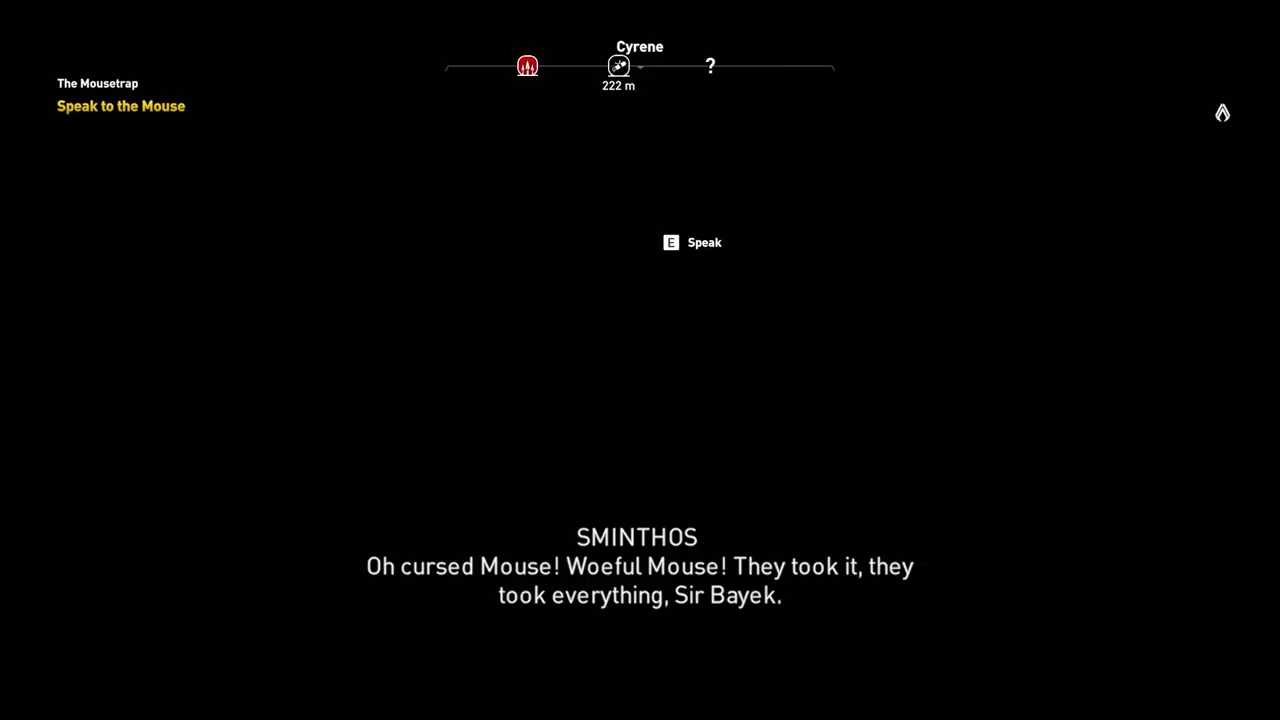 Cyrene
?
222 m
The Mousetrap
Speak to the Mouse
E Speak
SMINTHOS
Oh cursed Mouse! Woeful Mouse! They took it, they
took everything, Sir Bayek.